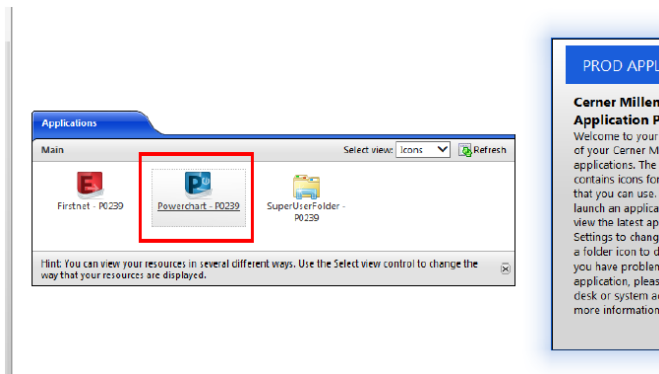 Applications
Main
Select view:
Icons
Refresh
Firstnet - P0239
Powerchart - P0239
SuperUserFolder -
P0239
Hint: You can view your resources in several different ways. Use the Select view control to change the
way that your resources are displayed.
PROD APPL
Cerner Millen
Application P
Welcome to your
of your Cerner M
applications. The
contains icons for
that you can use.
launch an applica
view the latest ap
Settings to chang
a folder icon to d
you have problem
application, pleas
desk or system a
more information